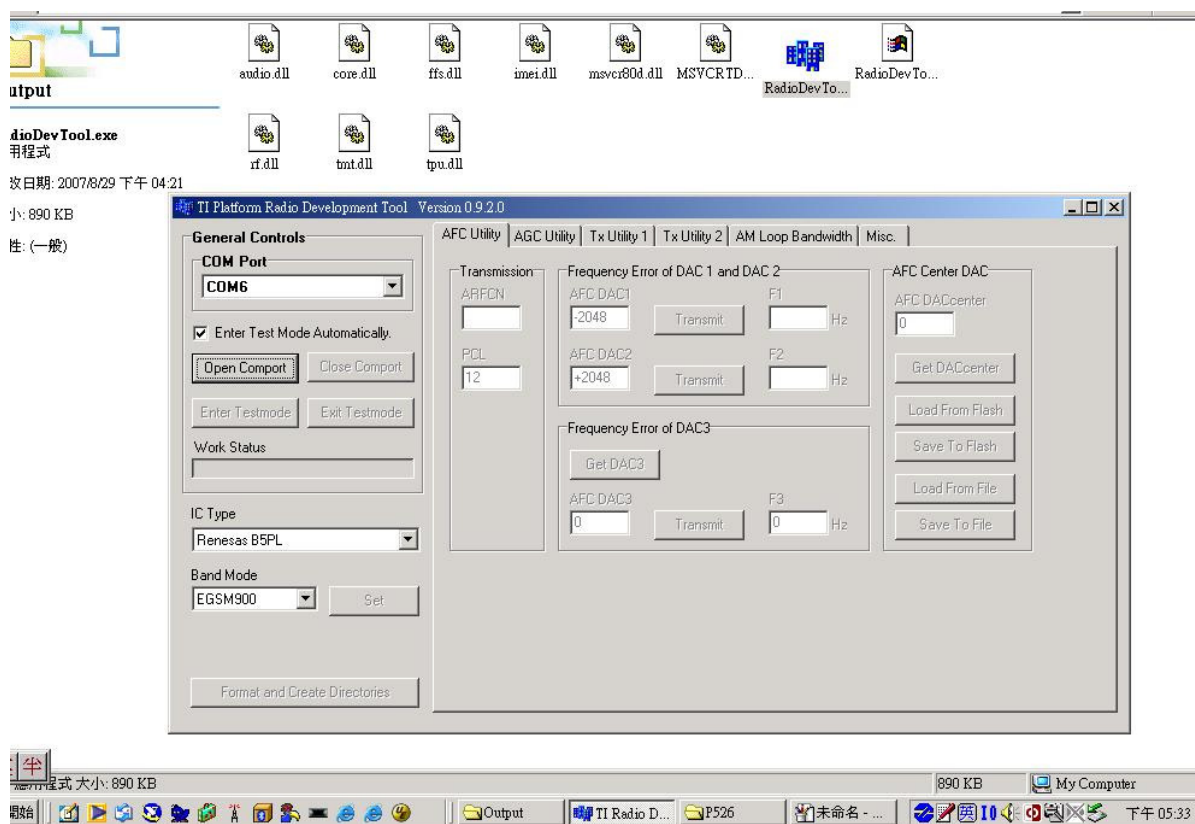 audio.dll
core.dll
ffs.dll
imei.dll
msvcr80d.dll
MSVCRTD...
RadioDevTo...
RadioDevTo...
utput
dioDevTool.exe
用程式
改日期: 2007/8/29 下午 04:21
小: 890 KB
性: (一般)
rf.dll
tmt.dll
tpu.dll
TI Platform Radio Development Tool Version 0.9.2.0
General Controls
COM Port
COM6
Enter Test Mode Automatically.
Open Comport
Close Comport
Enter Testmode
Exit Testmode
Work Status
IC Type
Renesas B5PL
Band Mode
EGSM900
Set
Format and Create Directories
AFC Utility
AGC Utility
Tx Utility 1
Tx Utility 2
AM Loop Bandwidth
Misc.
Transmission
ARFCN
PCL
12
Frequency Error of DAC 1 and DAC 2
AFC DAC1
F1
-2048
Transmit
Hz
AFC DAC2
F2
+2048
Transmit
Hz
Frequency Error of DAC3
Get DAC3
AFC DAC3
F3
0
Transmit
0
Hz
AFC Center DAC
AFC DACcenter
0
Get DACcenter
Load From Flash
Save To Flash
Load From File
Save To File
半
程式 大小: 890 KB
890 KB
My Computer
開始
Output
TI Radio D...
P526
未命名 - ...
英
下午 05:33